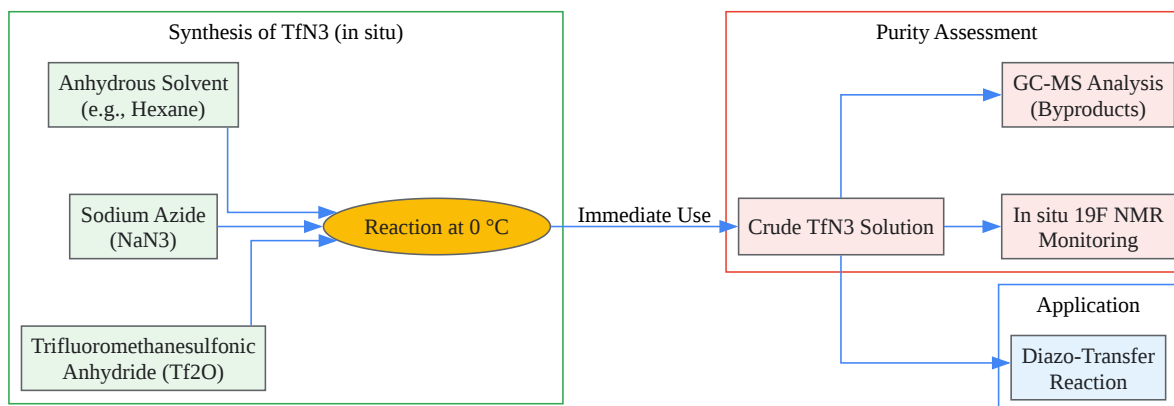 Synthesis of TfN3 (in situ)
Anhydrous Solvent
(e.g., Hexane)
Sodium Azide
(NaN3)
Trifluoromethanesulfonic
Anhydride (Tf2O)
Reaction at 0 °C
Immediate Use
Purity Assessment
Crude TfN3 Solution
GC-MS Analysis
(Byproducts)
In situ 19F NMR
Monitoring
Application
Diazo-Transfer
Reaction